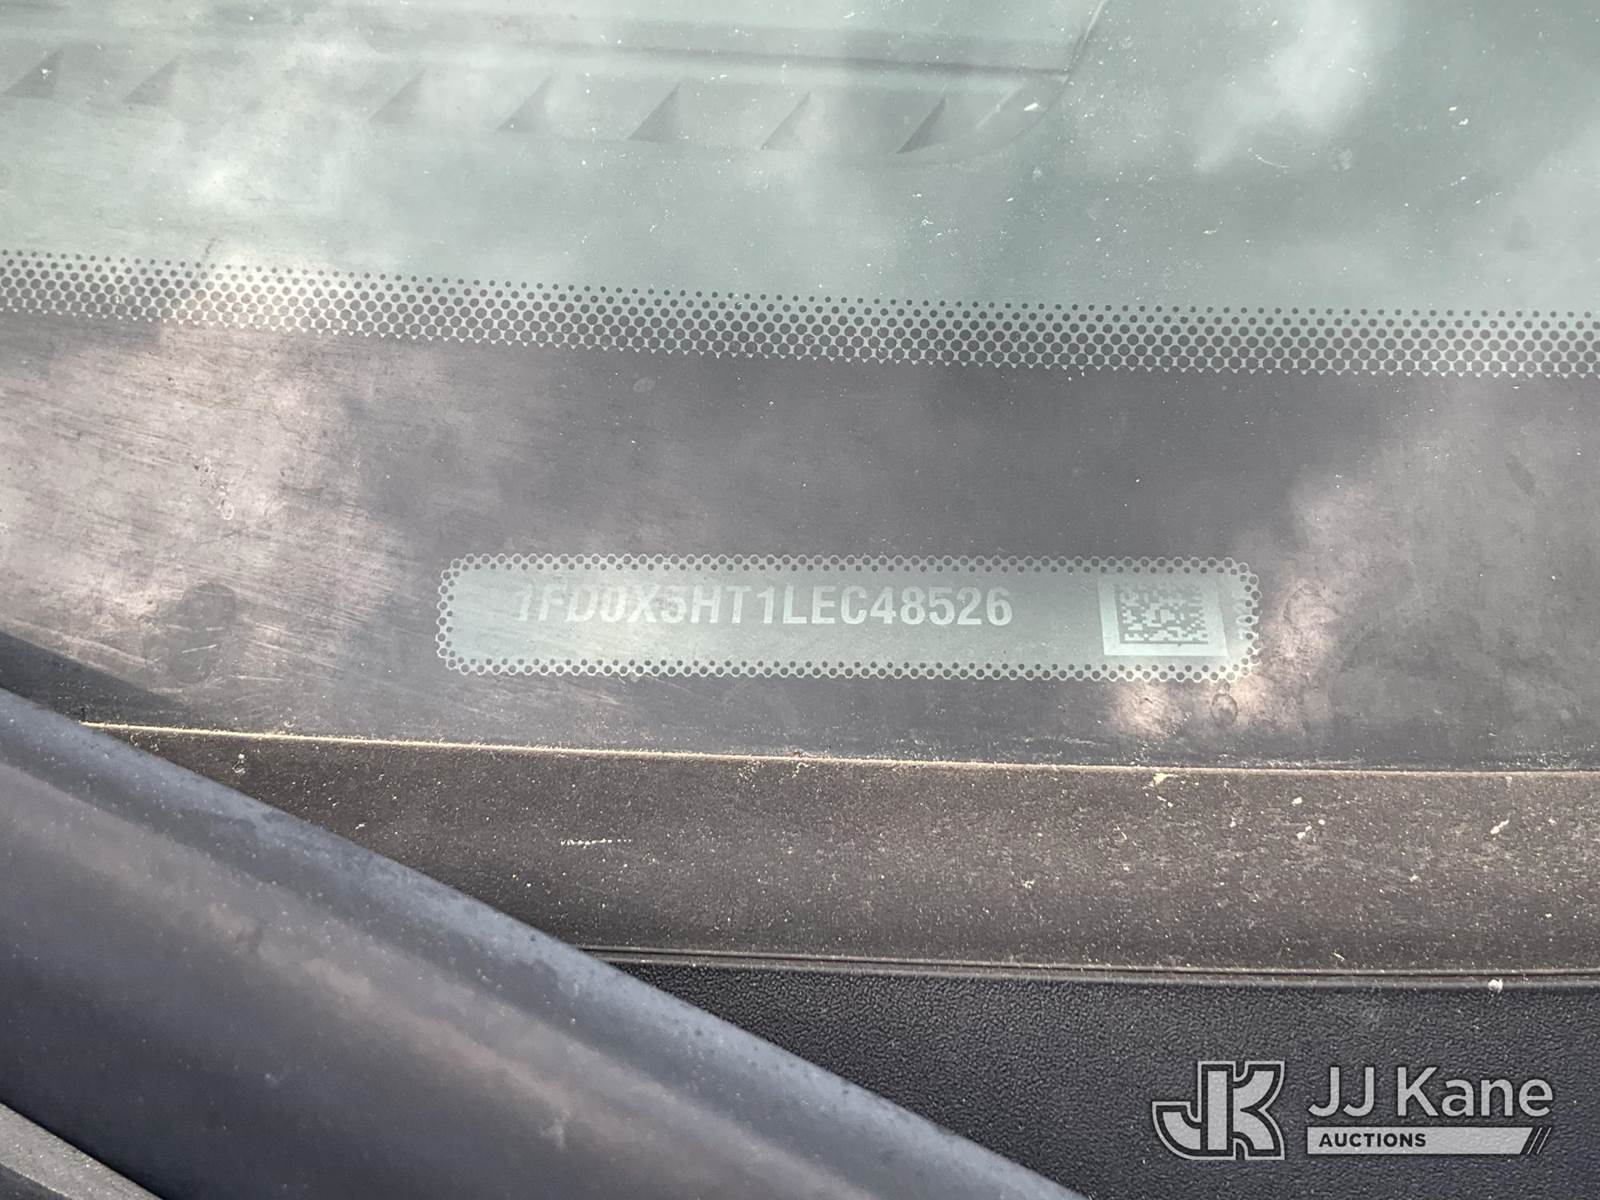 1FD0X5HT1LEC48526
JJ Kane
AUCTIONS